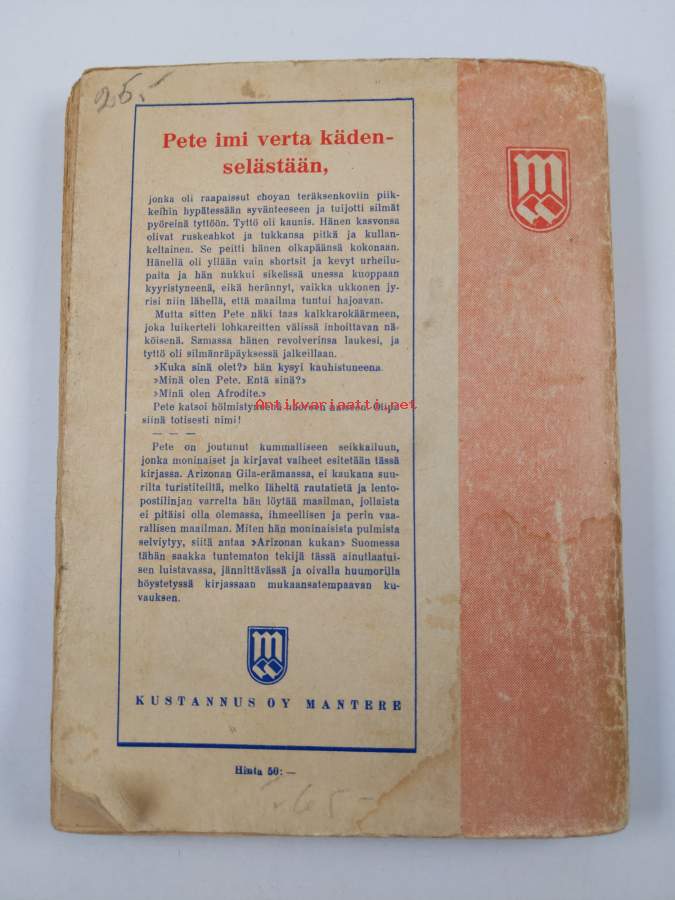 25.-
Pete imi verta käden-
selästään,
jonka oli raapaissut choyan teräksenkoviin piik-
keihin hypätessään syvänteeseen ja tuijotti silmät
pyöreinä tyttöön. Tyttö oli kaunis. Hänen kasvonsa
olivat ruskeahkot ja tukkansa pitkä ja kullan-
keltainen. Se peitti hänen olkapäänsä kokonaan.
Hänellä oli yllään vain shortsit ja kevyt urheilu-
paita ja hän nukkui sikeässä unessa kuoppaan
kyyristyneenä, eikä herännyt, vaikka ukkonen jy-
risi niin lähellä, että maailma tuntui hajoavan.
Mutta sitten Pete näki taas kalkkarokäärmeen,
joka luikerteli lohkareitten välissä inhoittavan nä-
köisenä. Samassa hänen revolverinsa laukesi, ja
tyttö oli silmänräpäyksessä jalkeillaan.
»Kuka sinä olet?» hän kysyi kauhistuneena.
»Minä olen Pete. Entä sinä?»
»Minä olen Afrodite.»
Pete katsoi hölmistyneenä
Antikvariaatti.net
siinä totisesti nimi!
— — —
Pete on joutunut kummalliseen seikkailuun,
jonka moninaiset ja kirjavat vaiheet esitetään tässä
kirjassa. Arizonan Gila-erämaassa, ei kaukana suu-
rilta turistiteiltä, melko läheltä rautatietä ja lento-
postilinjan varrelta hän löytää maailman, jollaista
ei pitäisi olla olemassa, ihmeellisen ja perin vaa-
rallisen maailman. Miten hän moninaisista pulmista
selviytyy, siitä antaa »Arizonan kukan» Suomessa
tähän saakka tuntematon tekijä tässä ainutlaatui-
sen luistavassa, jännittävässä ja oivalla huumorilla
höystetyssä kirjassaan mukaansatempaavan ku-
vauksen.
KUSTANNUS OY MANTERE
Hinta 50:—